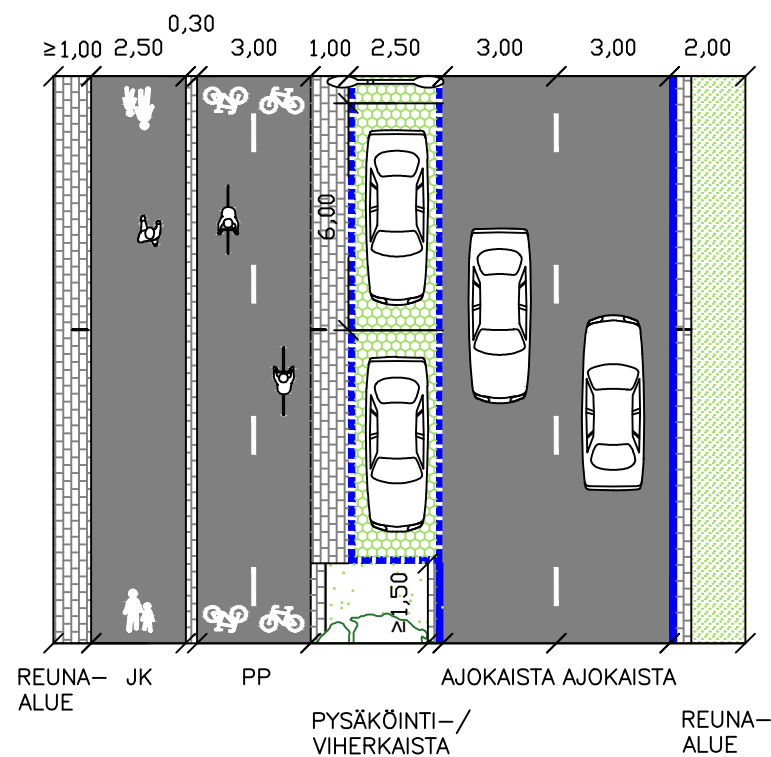 0,30
≥1,00 2,50 3,00 1,00 2,50 3,00 3,00 2,00
6,00
≥1,50
REUNA- JK PP AJOKAISTA AJOKAISTA
ALUE
PYSÄKÖINTI-/ REUNA-
VIHERKAISTA ALUE